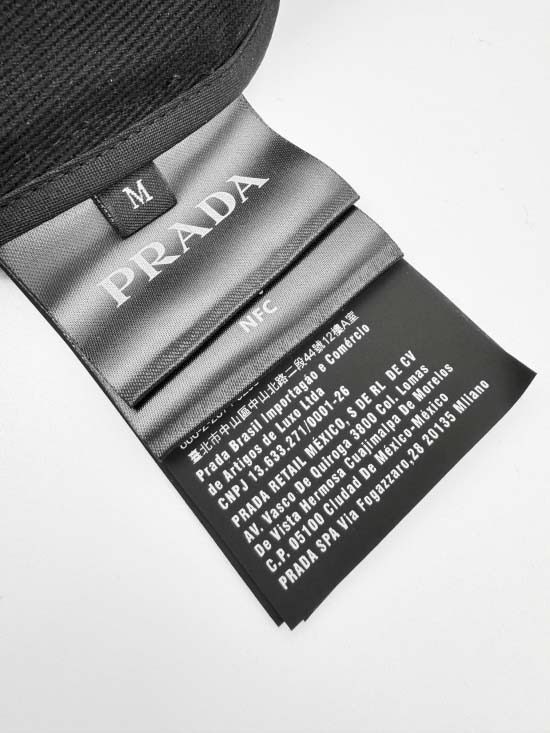 M
PRADA
NFC
臺北市中山區中山北路二段44號12樓A室
Prada Brasil Importagão e Comércio
de Artigos de Luxo Ltda
CNPJ 13.633.271/0001-26
PRADA RETAIL MÉXICO, S DE RL DE CV
AV. Vasco De Quiroga 3800 Col. Lomas
De Vista Hermosa Cuajimalpa De Morelos
C.P. 05100 Ciudad De México-México
PRADA SPA Via Fogazzaro,28 20135 Milano